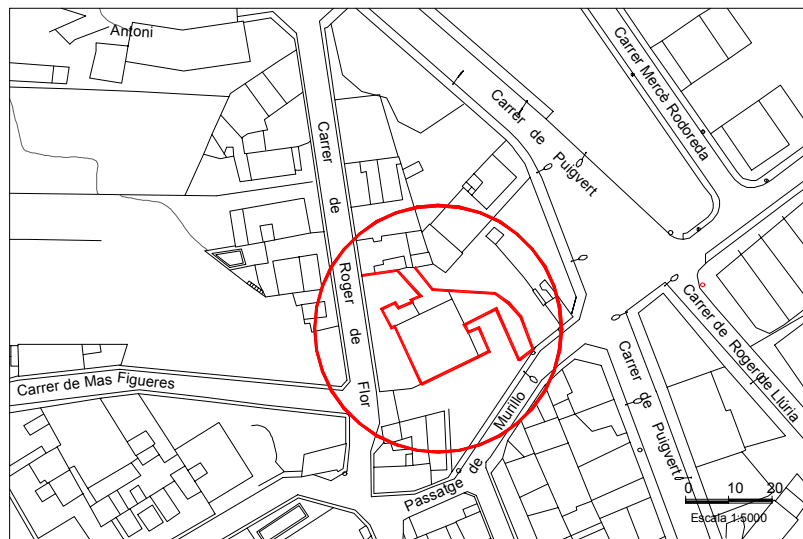 Antoni
Carrer Mercè Rodoreda
Carrer de Puigvert
Carrer de Roger de Flor
Carrer de Roger de Llúria
Carrer de Mas Figueres
Carrer de Puigvert
Passatge de Murillo
0 10 20
Escala 1:5000